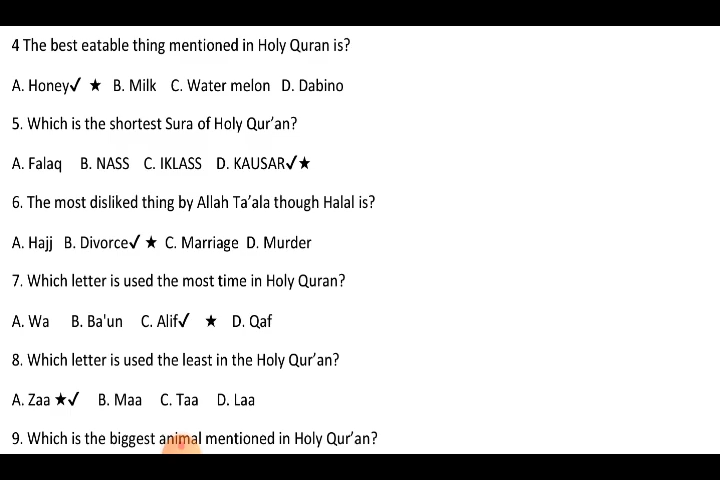 4 The best eatable thing mentioned in Holy Quran is?
A. Honey✓ ★ B. Milk C. Water melon D. Dabino
5. Which is the shortest Sura of Holy Qur’an?
A. Falaq B. NASS C. IKLASS D. KAUSAR✓★
6. The most disliked thing by Allah Ta’ala though Halal is?
A. Hajj B. Divorce✓ ★ C. Marriage D. Murder
7. Which letter is used the most time in Holy Quran?
A. Wa B. Ba'un C. Alif✓ ★ D. Qaf
8. Which letter is used the least in the Holy Qur’an?
A. Zaa ★✓ B. Maa C. Taa D. Laa
9. Which is the biggest animal mentioned in Holy Qur’an?